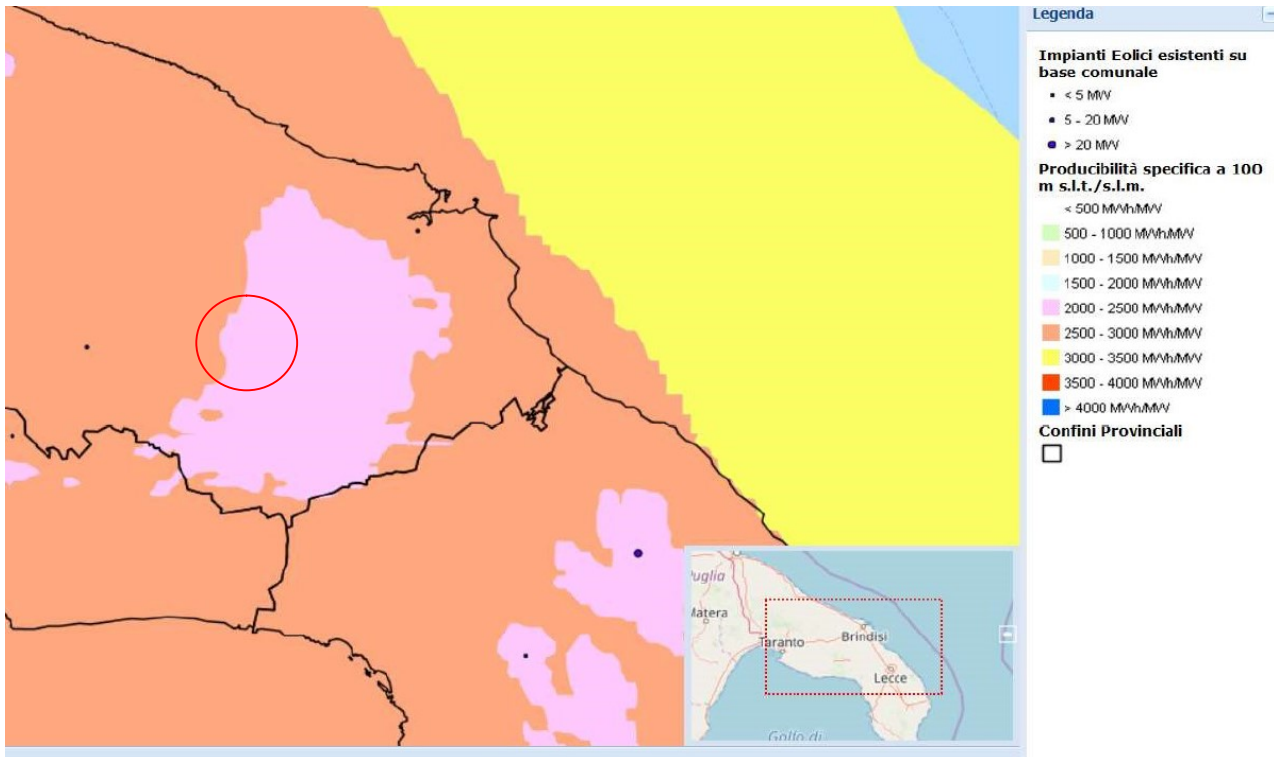 Legenda
Impianti Eolici esistenti su
base comunale
< 5 MW
5 - 20 MW
> 20 MW
Producibilità specifica a 100
m s.l.t./s.l.m.
< 500 MWh/MW
500 - 1000 MWh/MW
1000 - 1500 MWh/MW
1500 - 2000 MWh/MW
2000 - 2500 MWh/MW
2500 - 3000 MWh/MW
3000 - 3500 MWh/MW
3500 - 4000 MWh/MW
> 4000 MWh/MW
Confini Provinciali
Puglia
Matera
Taranto
Brindisi
Lecce
Golfo di